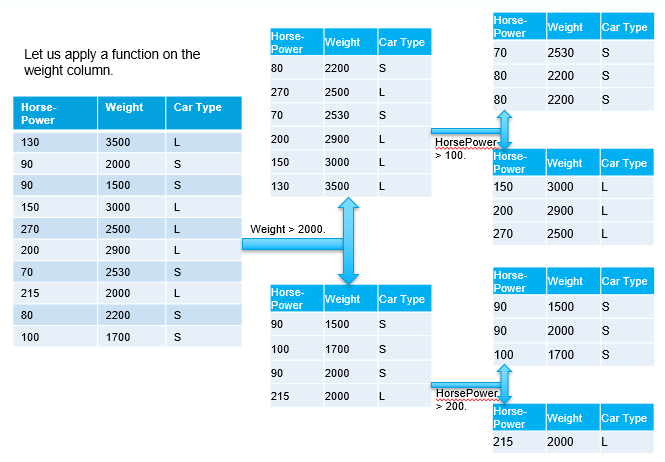 Let us apply a function on the
weight column.
Horse-
Power Weight Car Type
130 3500 L
90 2000 S
90 1500 S
150 3000 L
270 2500 L
200 2900 L
70 2530 S
215 2000 L
80 2200 S
100 1700 S
Weight > 2000.
Horse-
Power Weight Car Type
80 2200 S
270 2500 L
70 2530 S
200 2900 L
150 3000 L
130 3500 L
HorsePower
> 100.
Horse-
Power Weight Car Type
70 2530 S
80 2200 S
80 2200 S
Horse-
Power Weight Car Type
150 3000 L
200 2900 L
270 2500 L
Horse-
Power Weight Car Type
90 1500 S
100 1700 S
90 2000 S
215 2000 L
HorsePower
> 200.
Horse-
Power Weight Car Type
90 1500 S
90 2000 S
100 1700 S
Horse-
Power Weight Car Type
215 2000 L